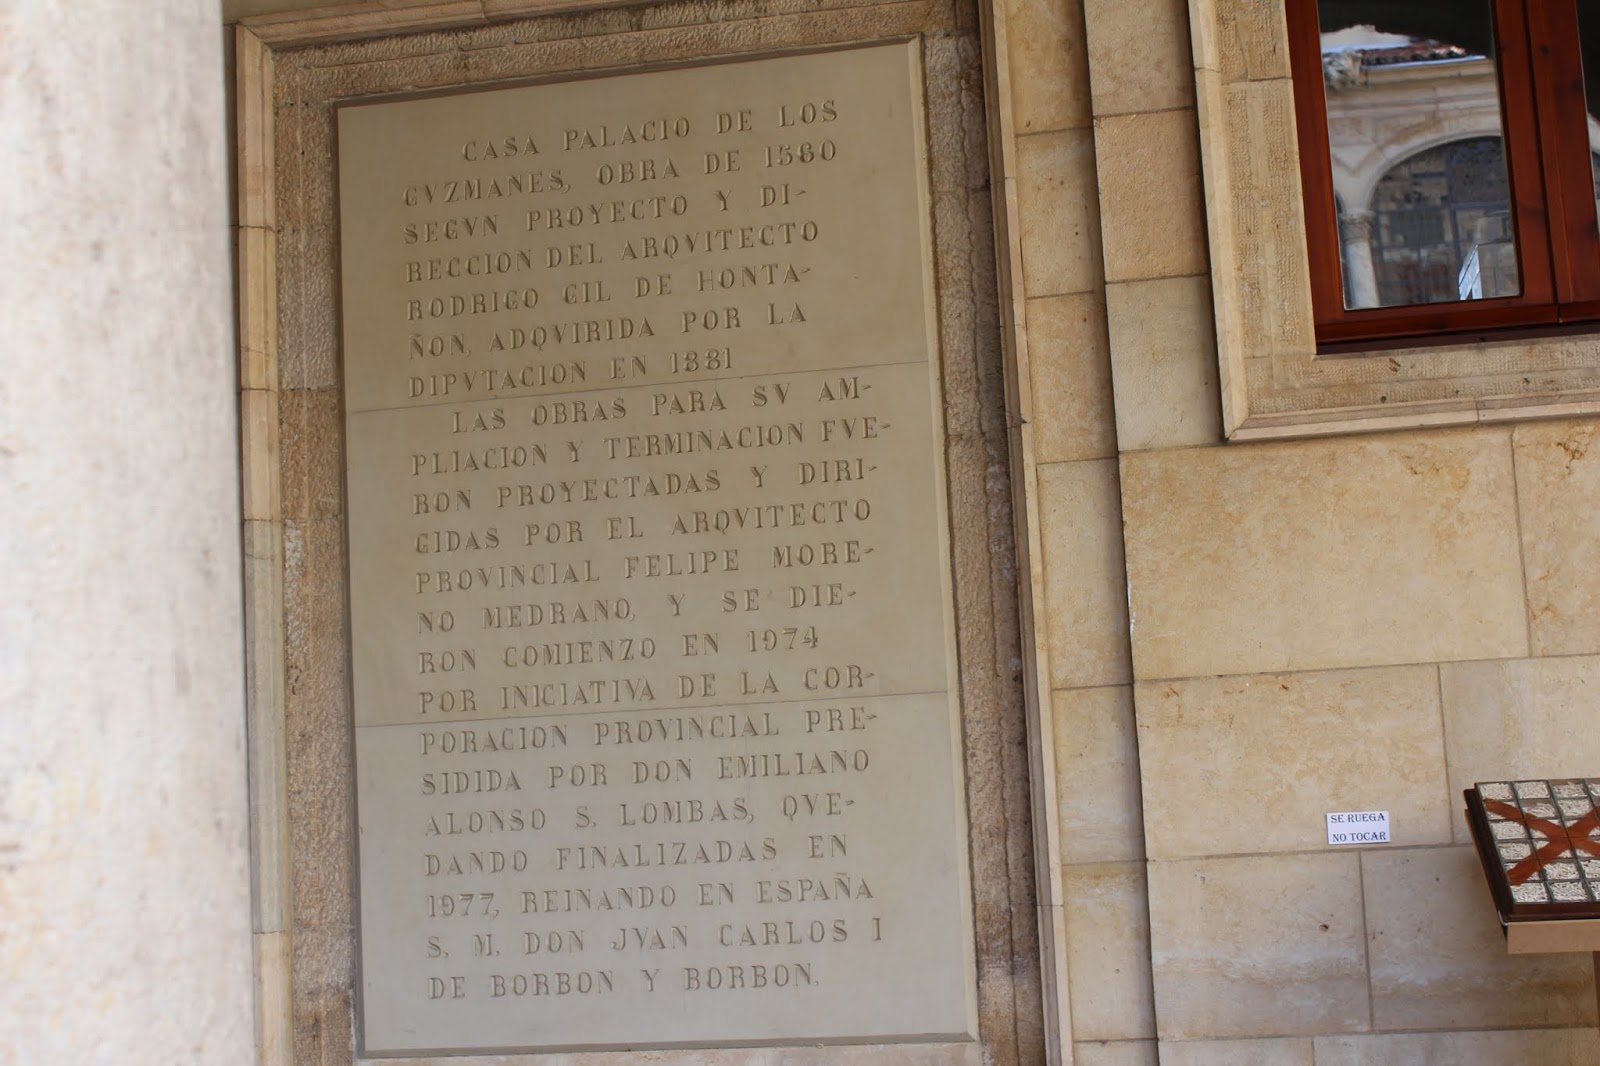 CASA PALACIO DE LOS
GVZMANES, OBRA DE 1560
SEGVN PROYECTO Y DI-
RECCION DEL ARQVITECTO
RODRIGO GIL DE HONTA-
ÑON, ADQVIRIDA POR LA
DIPVTACION EN 1881
LAS OBRAS PARA SV AM-
PLIACION Y TERMINACION FVE-
RON PROYECTADAS Y DIRI-
GIDAS POR EL ARQVITECTO
PROVINCIAL FELIPE MORE-
NO MEDRANO, Y SE DIE-
RON COMIENZO EN 1974
POR INICIATIVA DE LA COR-
PORACION PROVINCIAL PRE-
SIDIDA POR DON EMILIANO
ALONSO S. LOMBAS, QVE-
DANDO FINALIZADAS EN
1977, REINANDO EN ESPAÑA
S. M. DON JVAN CARLOS I
DE BORBON Y BORBON.
SE RUEGA
NO TOCAR